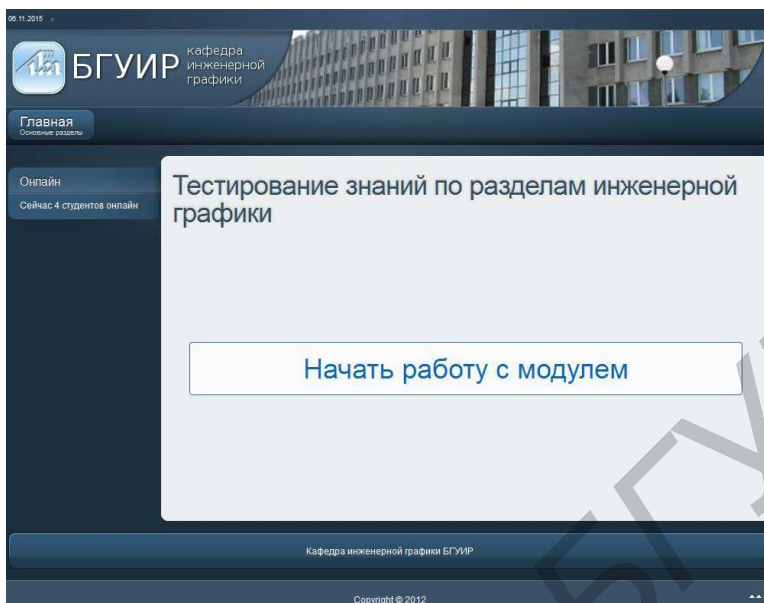 06.11.2015
БГУИР
кафедра
инженерной
графики
Главная
Основные разделы
Онлайн
Сейчас 4 студентов онлайн
Тестирование знаний по разделам инженерной
графики
Начать работу с модулем
Кафедра инженерной графики БГУИР
Copyright © 2012
БГУ